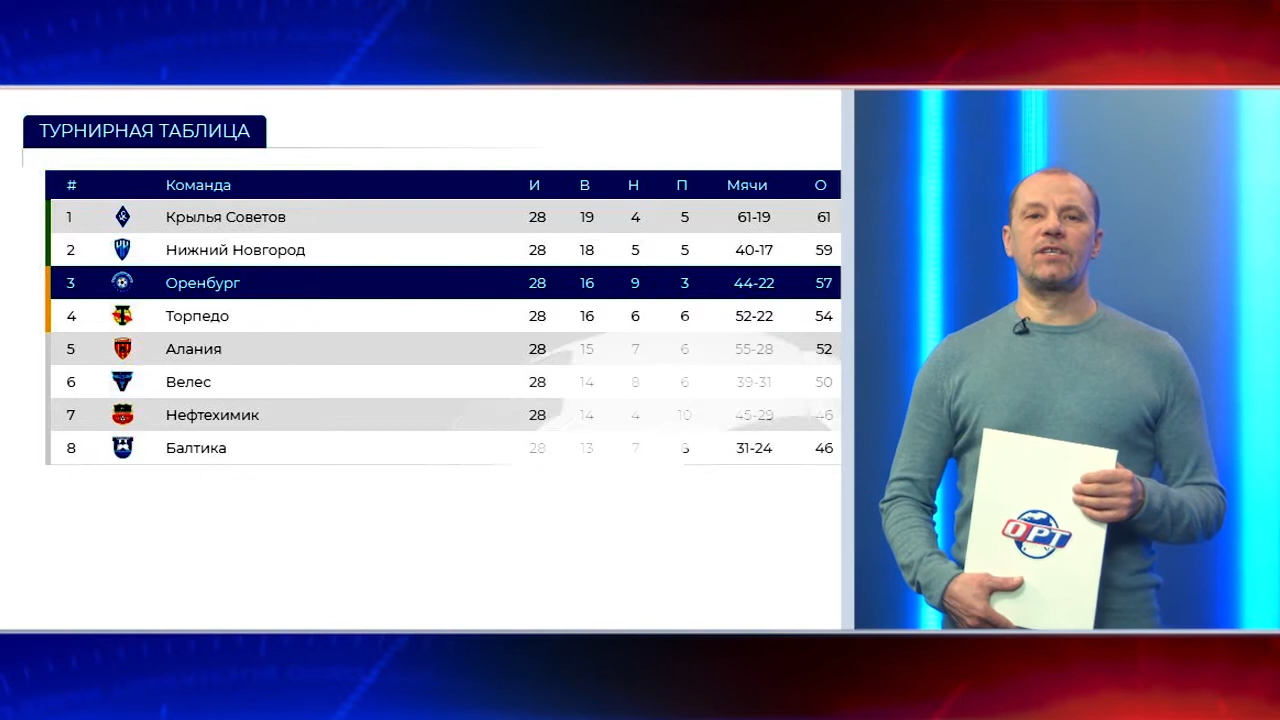 ТУРНИРНАЯ ТАБЛИЦА
# Команда И В Н П Мячи О
1 Крылья Советов 28 19 4 5 61-19 61
2 Нижний Новгород 28 18 5 5 40-17 59
3 Оренбург 28 16 9 3 44-22 57
4 Торпедо 28 16 6 6 52-22 54
5 Алания 28 15 7 6 55-28 52
6 Велес 28 14 8 6 39-31 50
7 Нефтехимик 28 14 4 10 45-29 46
8 Балтика 28 13 7 31-24 46
ОРТ